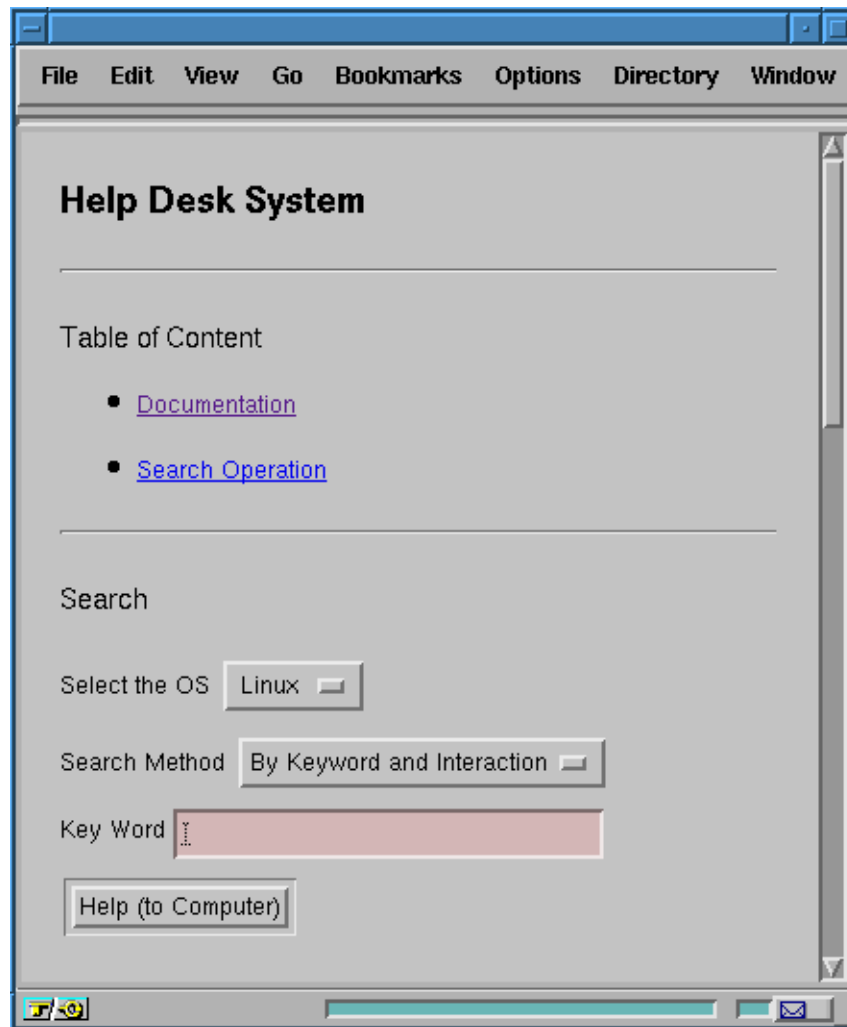 File Edit View Go Bookmarks Options Directory Window
Help Desk System
Table of Content
Documentation
Search Operation
Search
Select the OS Linux
Search Method By Keyword and Interaction
Key Word
Help (to Computer)